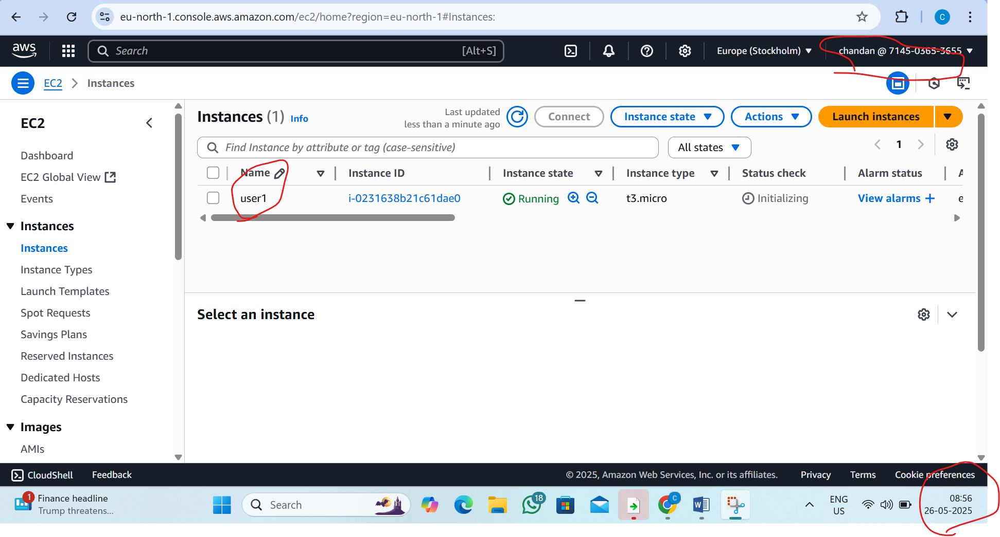 eu-north-1.console.aws.amazon.com/ec2/home?region=eu-north-1#Instances:
C
aws
Search
[Alt+S]
Europe (Stockholm)
chandan @ 7145-0365-3655
EC2
Instances
EC2
Dashboard
EC2 Global View
Events
Instances
Instances
Instance Types
Launch Templates
Spot Requests
Savings Plans
Reserved Instances
Dedicated Hosts
Capacity Reservations
Images
AMIs
Instances (1) Info
Last updated
less than a minute ago
Connect
Instance state
Actions
Launch instances
Find Instance by attribute or tag (case-sensitive)
All states
1
Name Instance ID Instance state Instance type Status check Alarm status A
user1 i-0231638b21c61dae0 Running t3.micro Initializing View alarms + e
Select an instance
CloudShell Feedback © 2025, Amazon Web Services, Inc. or its affiliates. Privacy Terms Cookie preferences
1
Finance headline
Trump threatens...
Search
18
C
W
ENG
US
08:56
26-05-2025